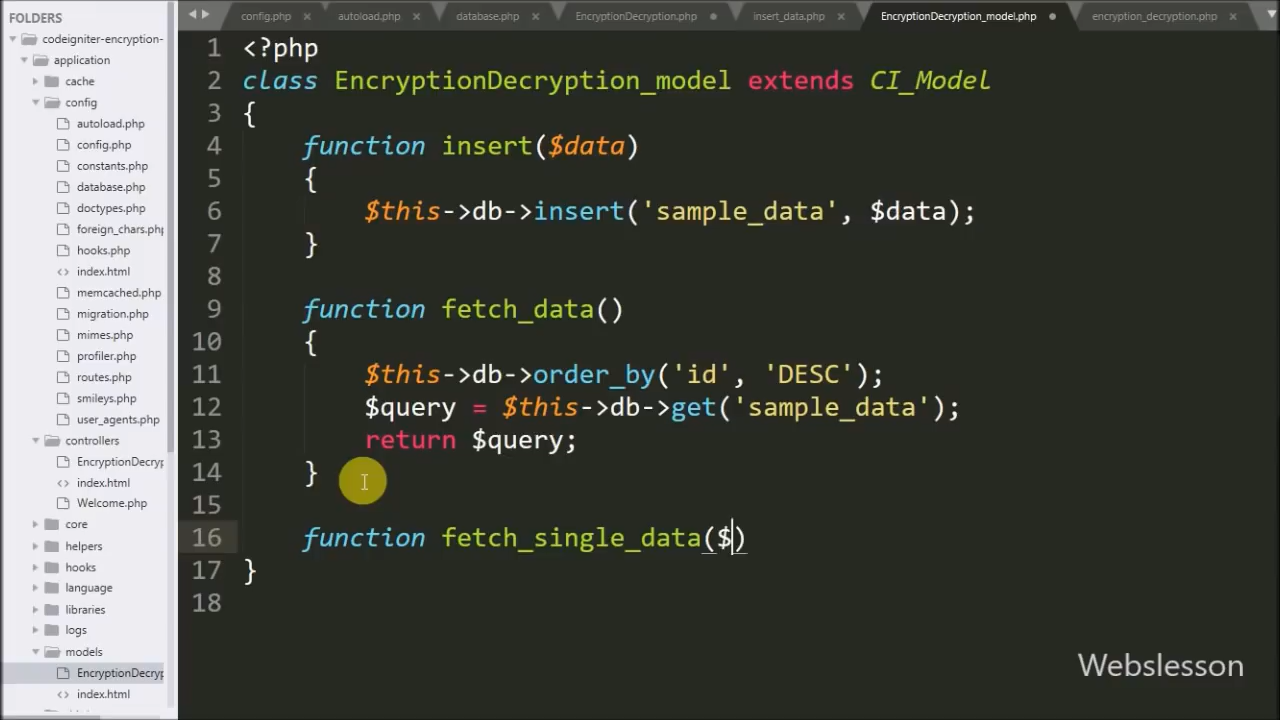 FOLDERS
codeigniter-encryption-
application
cache
config
autoload.php
config.php
constants.php
database.php
doctypes.php
foreign_chars.php
hooks.php
index.html
memcached.php
migration.php
mimes.php
profiler.php
routes.php
smileys.php
user_agents.php
controllers
EncryptionDecryp
index.html
Welcome.php
core
helpers
hooks
language
libraries
logs
models
EncryptionDecryp
index.html
config.php × autoload.php × database.php × EncryptionDecryption.php insert_data.php × EncryptionDecryption_model.php encryption_decryption.php ×
1 <?php
2 class EncryptionDecryption_model extends CI_Model
3 {
4 function insert($data)
5 {
6 $this->db->insert('sample_data', $data);
7 }
8
9 function fetch_data()
10 {
11 $this->db->order_by('id', 'DESC');
12 $query = $this->db->get('sample_data');
13 return $query;
14 }
15
16 function fetch_single_data($)
17 }
18
Webslesson